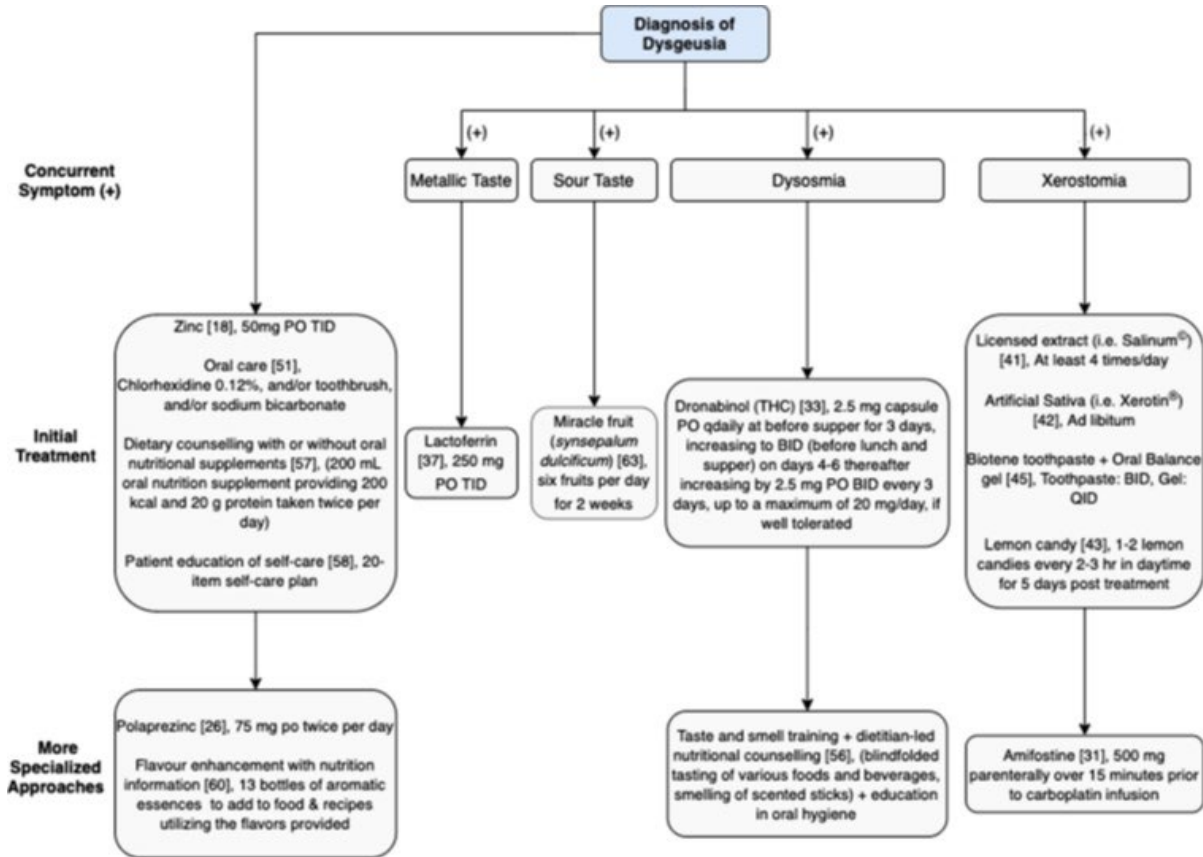 Diagnosis of
Dysgeusia
(+)
(+)
(+)
(+)
Concurrent
Symptom (+)
Metallic Taste
Sour Taste
Dysosmia
Xerostomia
Initial
Treatment
Zinc [18], 50mg PO TID
Oral care [51],
Chlorhexidine 0.12%, and/or toothbrush,
and/or sodium bicarbonate
Dietary counselling with or without oral
nutritional supplements [57], (200 mL
oral nutrition supplement providing 200
kcal and 20 g protein taken twice per
day)
Patient education of self-care [58], 20-
item self-care plan
Lactoferrin
[37], 250 mg
PO TID
Miracle fruit
(synsepalum
dulcificum) [63],
six fruits per day
for 2 weeks
Dronabinol (THC) [33], 2.5 mg capsule
PO qdaily at before supper for 3 days,
increasing to BID (before lunch and
supper) on days 4-6 thereafter
increasing by 2.5 mg PO BID every 3
days, up to a maximum of 20 mg/day, if
well tolerated
Licensed extract (i.e. Salinum©)
[41], At least 4 times/day
Artificial Sativa (i.e. Xerotin®)
[42], Ad libitum
Biotene toothpaste + Oral Balance
gel [45], Toothpaste: BID, Gel:
QID
Lemon candy [43], 1-2 lemon
candies every 2-3 hr in daytime
for 5 days post treatment
More
Specialized
Approaches
Polaprezinc [26], 75 mg po twice per day
Flavour enhancement with nutrition
information [60], 13 bottles of aromatic
essences to add to food & recipes
utilizing the flavors provided
Taste and smell training + dietitian-led
nutritional counselling [56], (blindfolded
tasting of various foods and beverages,
smelling of scented sticks) + education
in oral hygiene
Amifostine [31], 500 mg
parenterally over 15 minutes prior
to carboplatin infusion